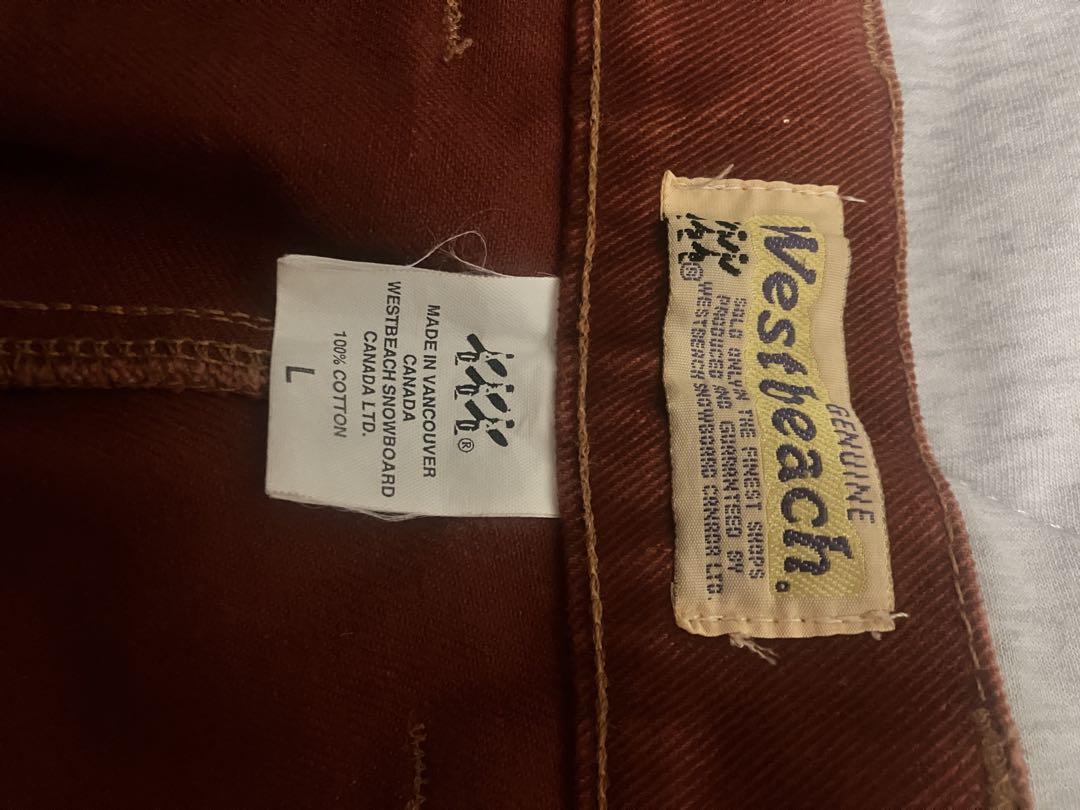 GENUINE
Westbeach.
SOLD ONLY IN THE FINEST SHOPS
PRODUCED AND GUARANTEED BY
® WESTBEACH SNOWBOARD CANADA LTD.
®
MADE IN VANCOUVER
CANADA
WESTBEACH SNOWBOARD
CANADA LTD.
100% COTTON
L